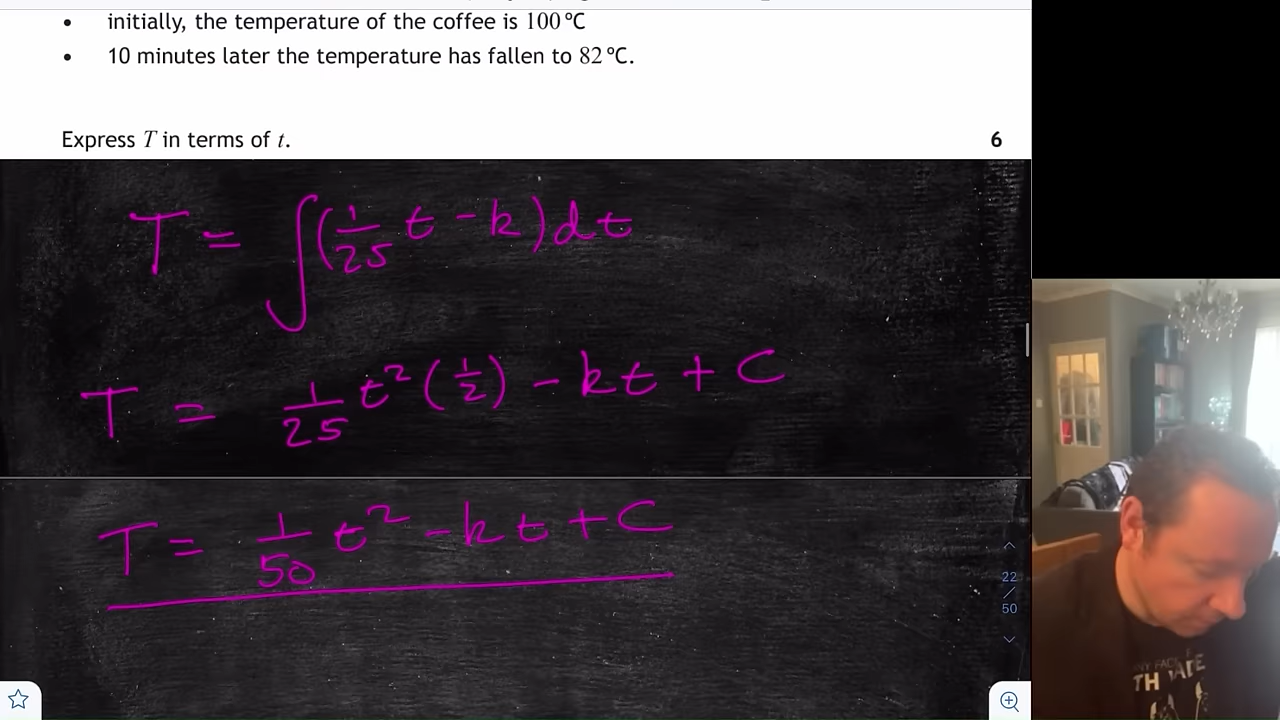 • initially, the temperature of the coffee is 100 °C
• 10 minutes later the temperature has fallen to 82 °C.
Express T in terms of t. 6
T = ∫(1/25 t - k)dt
T = 1/25 t²(1/2) - kt + C
T = 1/50 t² - kt + C
22
/
50